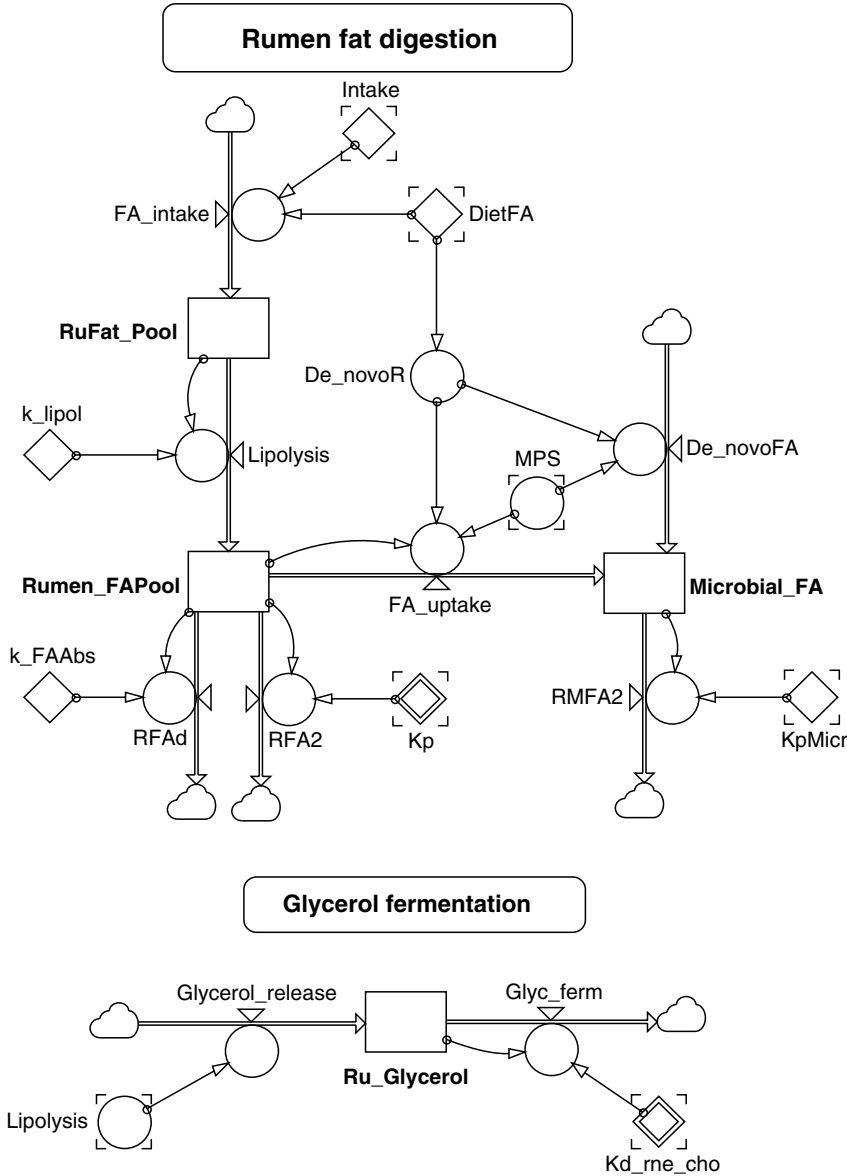 Rumen fat digestion
Intake
FA_intake
DietFA
RuFat_Pool
De_novoR
k_lipol
Lipolysis
MPS
De_novoFA
Rumen_FAPool
FA_uptake
Microbial_FA
k_FAAbs
RFAd
RFA2
Kp
RMFA2
KpMicr
Glycerol fermentation
Glycerol_release
Glyc_ferm
Ru_Glycerol
Lipolysis
Kd_rne_cho